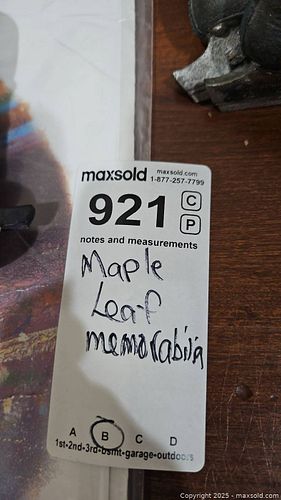 maxsold maxsold.com
1-877-257-7799
921 C
P
notes and measurements
Maple
Leaf
memorabilia
A B C D
1st-2nd-3rd-bsmt-garage-outdoors
Copyright 2025 - maxsold.com